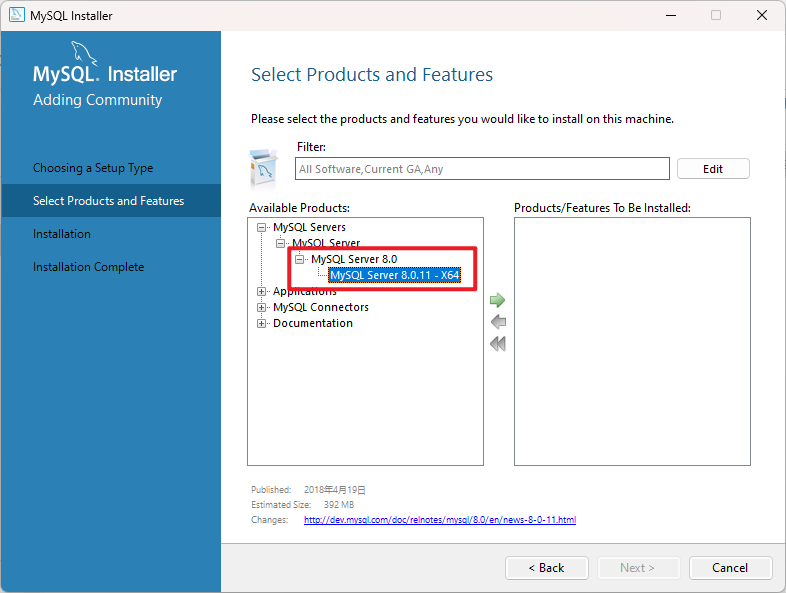 MySQL Installer
MySQL. Installer
Adding Community
Choosing a Setup Type
Select Products and Features
Installation
Installation Complete
Select Products and Features
Please select the products and features you would like to install on this machine.
Filter:
All Software,Current GA,Any
Edit
Available Products:
Products/Features To Be Installed:
MySQL Servers
MySQL Server
MySQL Server 8.0
MySQL Server 8.0.11 - X64
Applications
MySQL Connectors
Documentation
Published: 2018年4月19日
Estimated Size: 392 MB
Changes: http://dev.mysql.com/doc/relnotes/mysql/8.0/en/news-8-0-11.html
< Back
Next >
Cancel